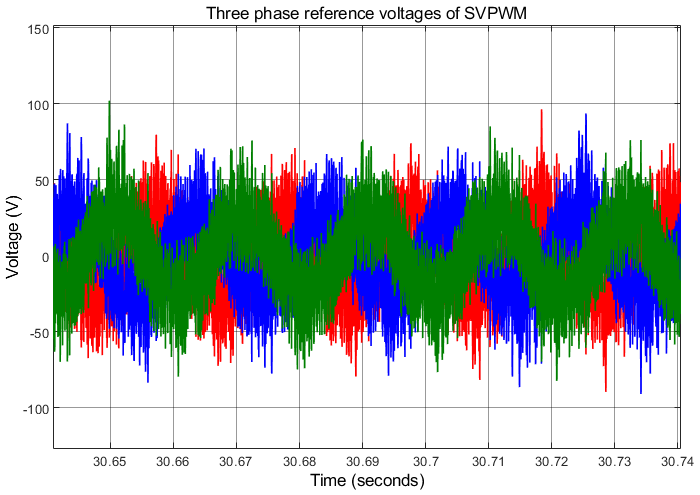 Three phase reference voltages of SVPWM
150
100
50
0
-50
-100
Voltage (V)
30.65 30.66 30.67 30.68 30.69 30.7 30.71 30.72 30.73 30.74
Time (seconds)